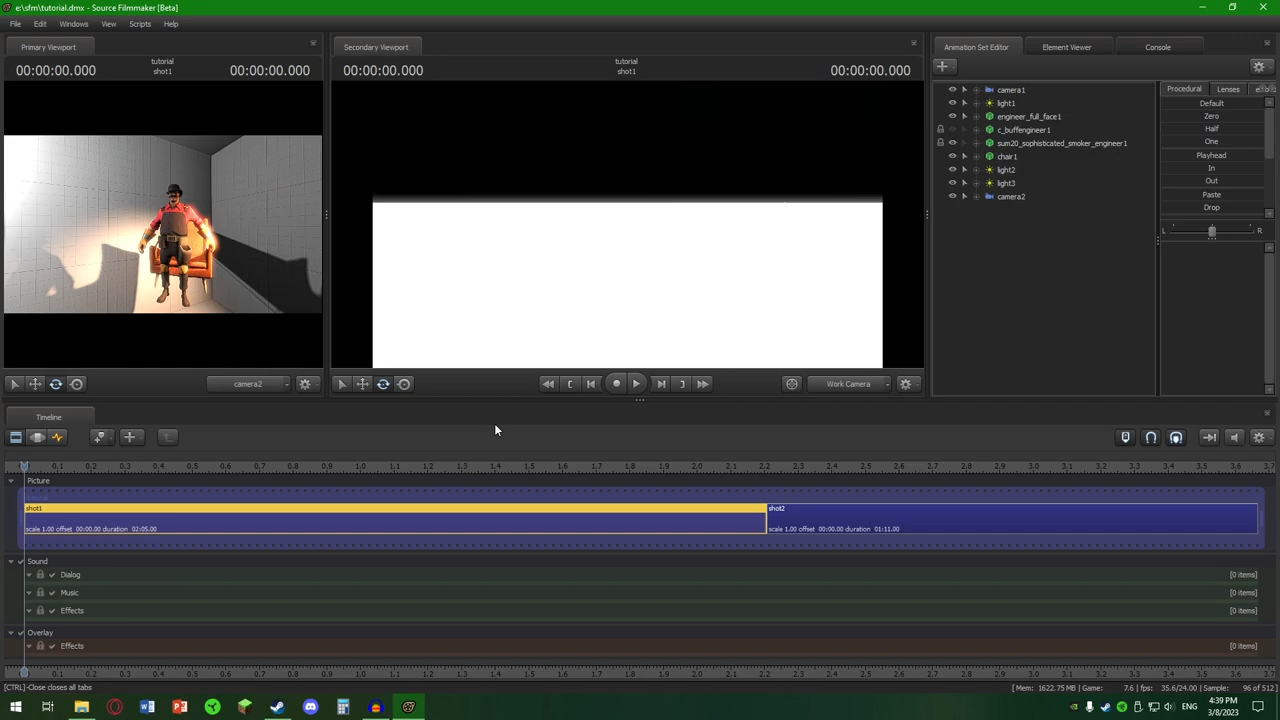 e:\sfm\tutorial.dmx - Source Filmmaker [Beta]
File Edit Windows View Scripts Help
Primary Viewport
tutorial
00:00:00.000 shot1 00:00:00.000
camera2
Secondary Viewport
tutorial
00:00:00.000 shot1 00:00:00.000
Work Camera
Animation Set Editor Element Viewer Console
camera1
light1
engineer_full_face1
c_buffengineer1
sum20_sophisticated_smoker_engineer1
chair1
light2
light3
camera2
Procedural Lenses
Default
Zero
Half
One
Playhead
In
Out
Paste
Drop
L R
Timeline
0.1 0.2 0.3 0.4 0.5 0.6 0.7 0.8 0.9 1.0 1.1 1.2 1.3 1.4 1.5 1.6 1.7 1.8 1.9 2.0 2.1 2.2 2.3 2.4 2.5 2.6 2.7 2.8 2.9 3.0 3.1 3.2 3.3 3.4 3.5 3.6 3.7
Picture
shot1 shot2
scale 1.00 offset 00:00.00 duration 02:05.00 scale 1.00 offset 00:00.00 duration 01:11.00
Sound
Dialog [0 items]
Music [0 items]
Effects [0 items]
Overlay
Effects [0 items]
0.1 0.2 0.3 0.4 0.5 0.6 0.7 0.8 0.9 1.0 1.1 1.2 1.3 1.4 1.5 1.6 1.7 1.8 1.9 2.0 2.1 2.2 2.3 2.4 2.5 2.6 2.7 2.8 2.9 3.0 3.1 3.2 3.3 3.4 3.5 3.6 3.7
[CTRL]-Close closes all tabs [Mem: 1622.75 MB| Game: 7.6 | fps: 35.6/24.00] Sample: 96 of 512]
ENG 4:39 PM
3/8/2023